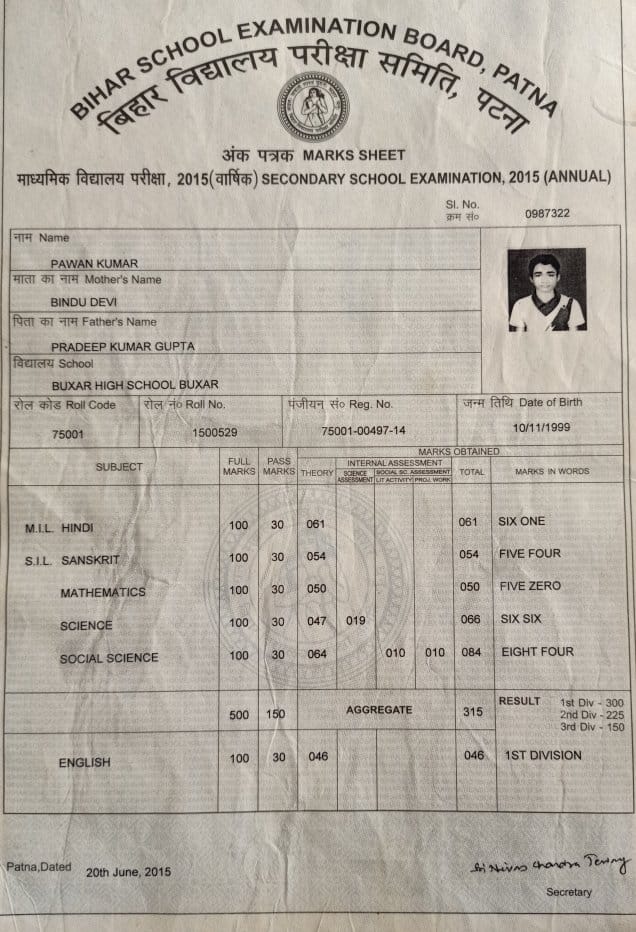 BIHAR SCHOOL EXAMINATION BOARD, PATNA
बिहार विद्यालय परीक्षा समिति, पटना
अंक पत्रक MARKS SHEET
माध्यमिक विद्यालय परीक्षा, 2015(वार्षिक) SECONDARY SCHOOL EXAMINATION, 2015 (ANNUAL)
Sl. No.
क्रम सं० 0987322
नाम Name
PAWAN KUMAR
माता का नाम Mother's Name
BINDU DEVI
पिता का नाम Father's Name
PRADEEP KUMAR GUPTA
विद्यालय School
BUXAR HIGH SCHOOL BUXAR
रोल कोड Roll Code रोल नं० Roll No. पंजीयन सं० Reg. No. जन्म तिथि Date of Birth
75001 1500529 75001-00497-14 10/11/1999
SUBJECT FULL MARKS PASS MARKS MARKS OBTAINED
THEORY INTERNAL ASSESSMENT TOTAL MARKS IN WORDS
SCIENCE ASSESSMENT SOCIAL SC. ASSESSMENT
LIT ACTIVITY PROJ. WORK
M.I.L. HINDI 100 30 061 061 SIX ONE
S.I.L. SANSKRIT 100 30 054 054 FIVE FOUR
MATHEMATICS 100 30 050 050 FIVE ZERO
SCIENCE 100 30 047 019 066 SIX SIX
SOCIAL SCIENCE 100 30 064 010 010 084 EIGHT FOUR
500 150 AGGREGATE 315 RESULT 1st Div - 300
2nd Div - 225
3rd Div - 150
ENGLISH 100 30 046 046 1ST DIVISION
Patna,Dated 20th June, 2015
Secretary